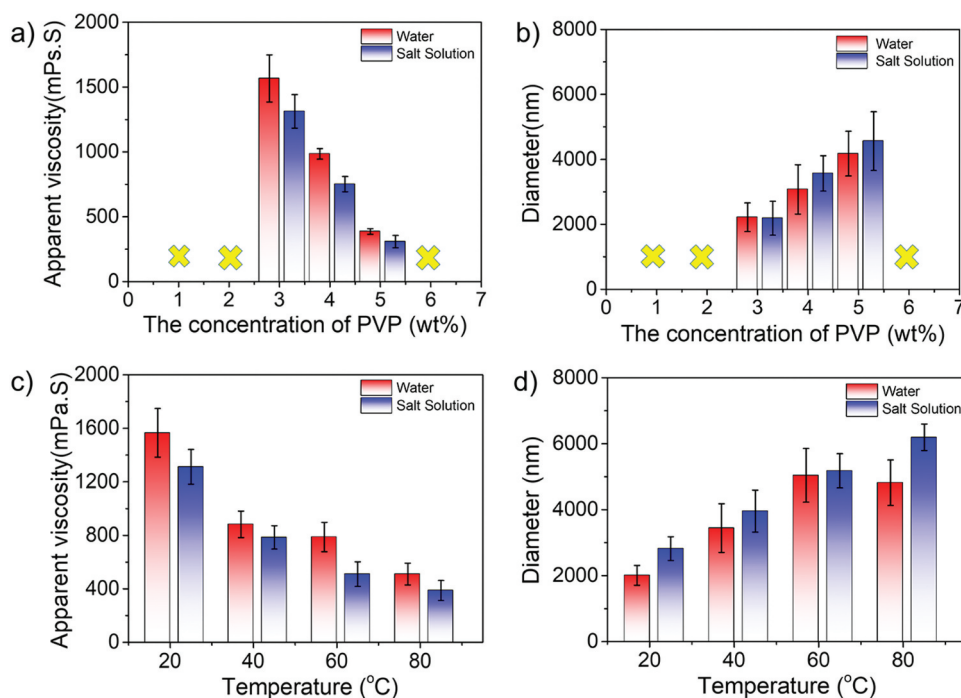 a)
Apparent viscosity(mPs.S)
2000
1500
1000
500
0
Water
Salt Solution
0 1 2 3 4 5 6 7
The concentration of PVP (wt%)
b)
Diameter(nm)
8000
6000
4000
2000
0
Water
Salt Solution
0 1 2 3 4 5 6 7
The concentration of PVP (wt%)
c)
Apparent viscosity(mPa.S)
2000
1600
1200
800
400
0
Water
Salt Solution
20 40 60 80
Temperature (°C)
d)
Diameter (nm)
8000
6000
4000
2000
0
Water
Salt Solution
20 40 60 80
Temperature (°C)